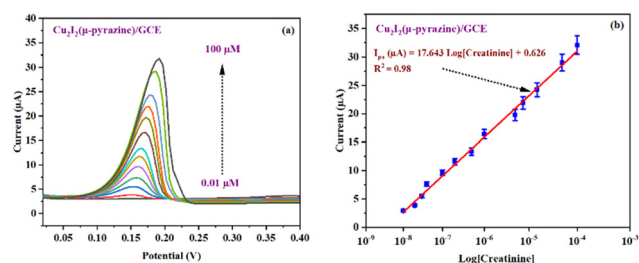 Cu₂I₂(μ-pyrazine)/GCE
(a)
100 μM
0.01 μM
Current (μA)
40
35
30
25
20
15
10
5
0
0.05 0.10 0.15 0.20 0.25 0.30 0.35 0.40
Potential (V)
Cu₂I₂(μ-pyrazine)/GCE
(b)
I_pa (μA) = 17.643 Log[Creatinine] + 0.626
R² = 0.98
Current (μA)
35
30
25
20
15
10
5
0
10⁻⁹ 10⁻⁸ 10⁻⁷ 10⁻⁶ 10⁻⁵ 10⁻⁴ 10⁻³
Log[Creatinine]